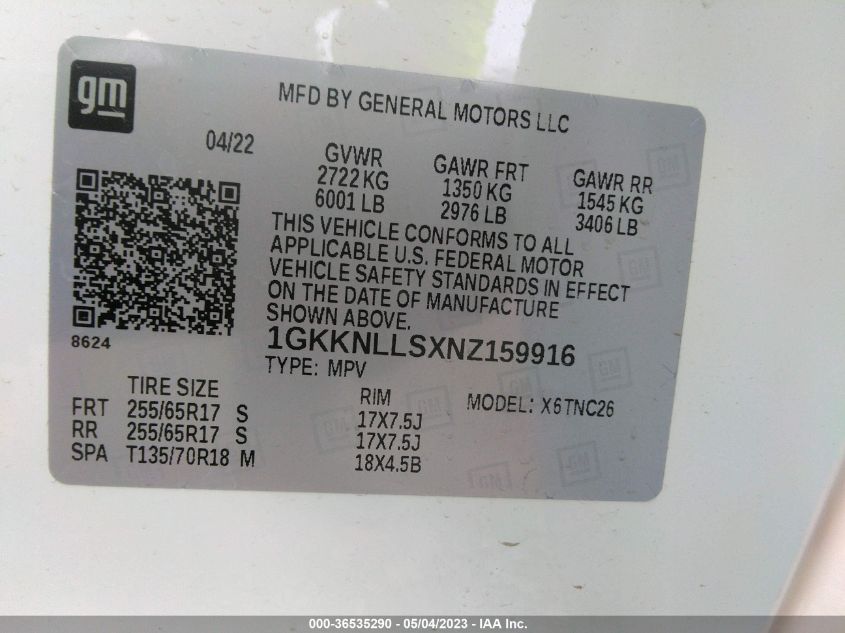 gm
MFD BY GENERAL MOTORS LLC
04/22
GVWR
2722 KG
6001 LB
GAWR FRT
1350 KG
2976 LB
GAWR RR
1545 KG
3406 LB
THIS VEHICLE CONFORMS TO ALL
APPLICABLE U.S. FEDERAL MOTOR
VEHICLE SAFETY STANDARDS IN EFFECT
ON THE DATE OF MANUFACTURE
SHOWN ABOVE.
8624
1GKKNLLSXNZ159916
TYPE: MPV
TIRE SIZE
RIM
MODEL: X6TNC26
FRT 255/65R17 S 17X7.5J
RR 255/65R17 S 17X7.5J
SPA T135/70R18 M 18X4.5B
000-36535290 - 05/04/2023 - IAA Inc.